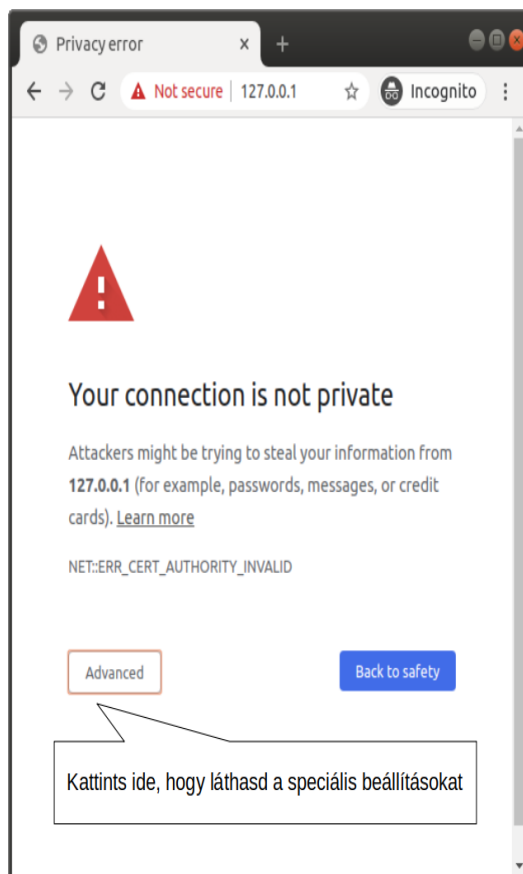 Privacy error
Not secure
127.0.0.1
Incognito
Your connection is not private
Attackers might be trying to steal your information from
127.0.0.1 (for example, passwords, messages, or credit
cards). Learn more
NET::ERR_CERT_AUTHORITY_INVALID
Advanced
Back to safety
Kattints ide, hogy láthasd a speciális beállításokat